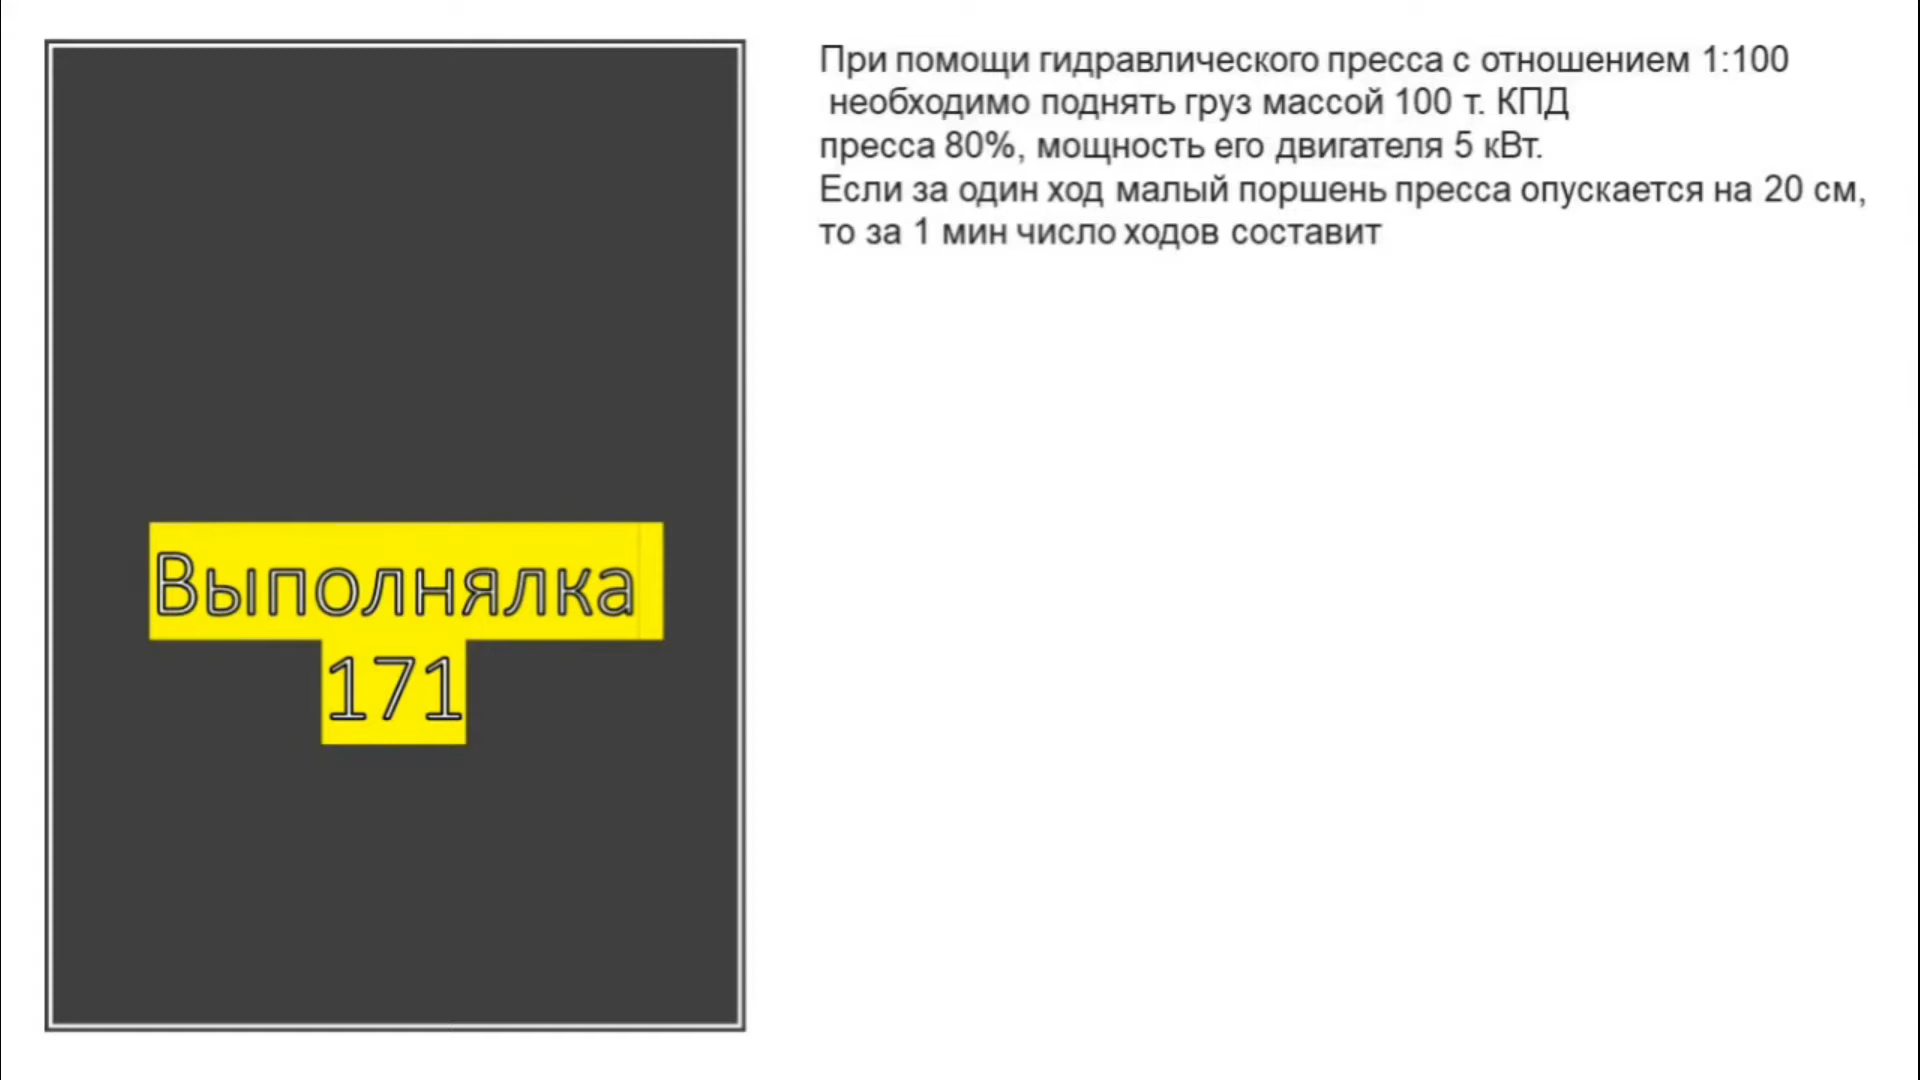 Выполнялка
171
При помощи гидравлического пресса с отношением 1:100
необходимо поднять груз массой 100 т. КПД
пресса 80%, мощность его двигателя 5 кВт.
Если за один ход малый поршень пресса опускается на 20 см,
то за 1 мин число ходов составит